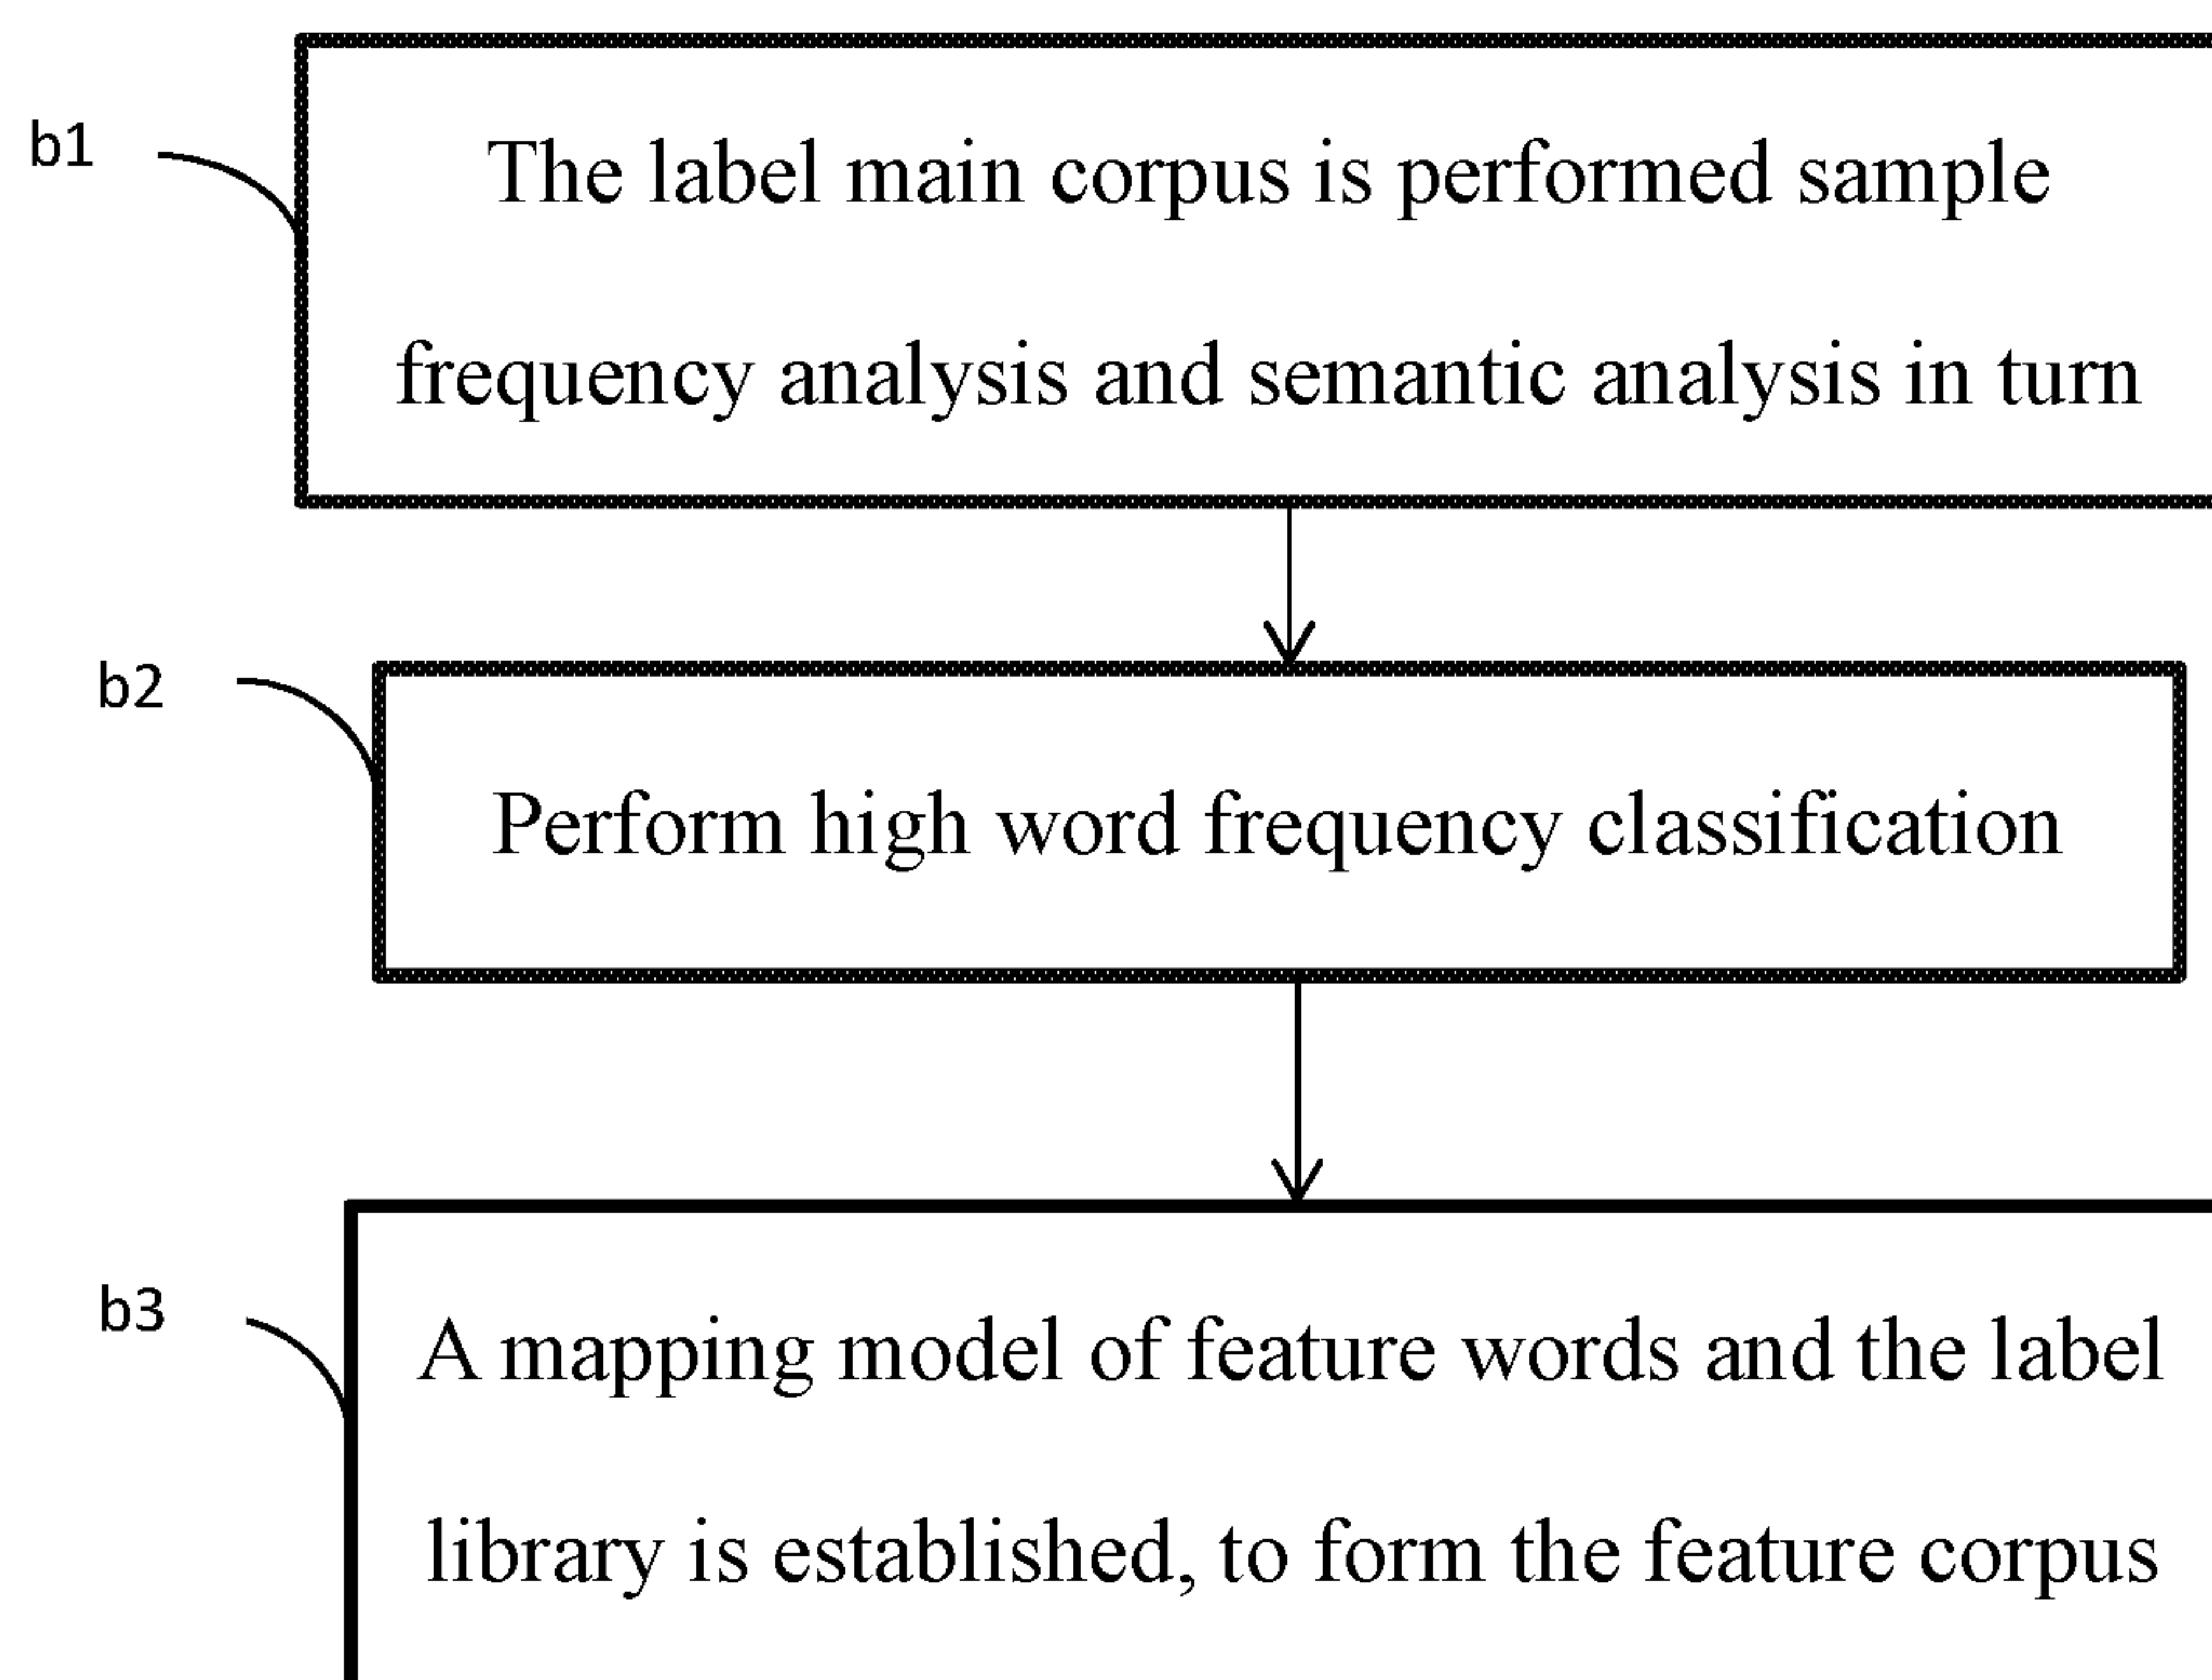 b1
The label main corpus is performed sample
frequency analysis and semantic analysis in turn
b2
Perform high word frequency classification
b3
A mapping model of feature words and the label
library is established, to form the feature corpus